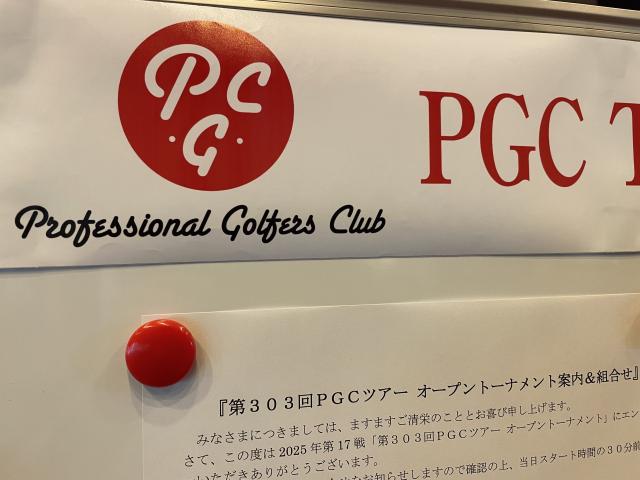 PGC
PGC T
Professional Golfers Club
『第303回PGCツアー オープントーナメント案内&組合せ』
みなさまにつきましては、ますますご清栄のこととお喜び申し上げます。
さて、この度は2025年第17戦「第303回PGCツアー オープントーナメント」にエン
いただきありがとうございます。
お知らせしますので確認の上、当日スタート時間の30分前